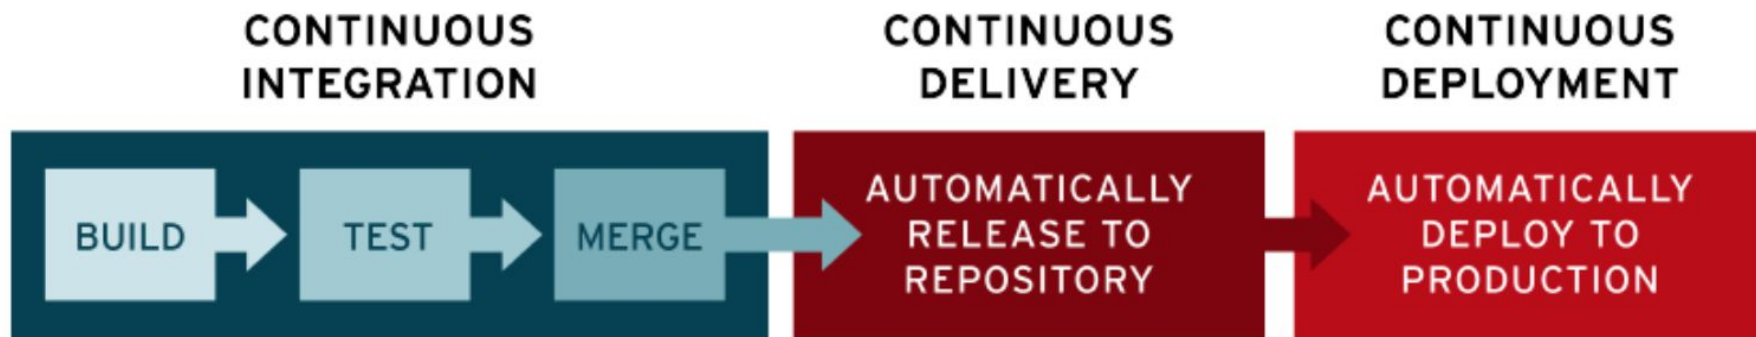 CONTINUOUS
INTEGRATION
CONTINUOUS
DELIVERY
CONTINUOUS
DEPLOYMENT
BUILD
TEST
MERGE
AUTOMATICALLY
RELEASE TO
REPOSITORY
AUTOMATICALLY
DEPLOY TO
PRODUCTION